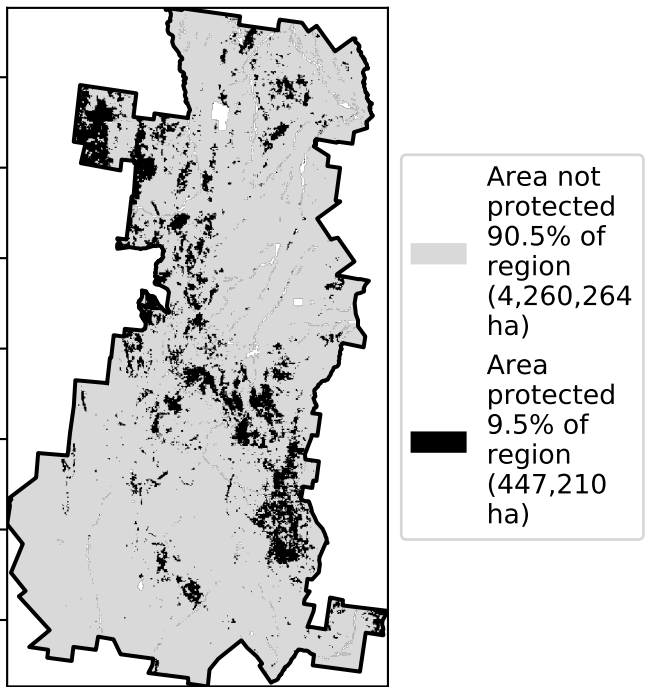 Area not
protected
90.5% of
region
(4,260,264
ha)
Area
protected
9.5% of
region
(447,210
ha)